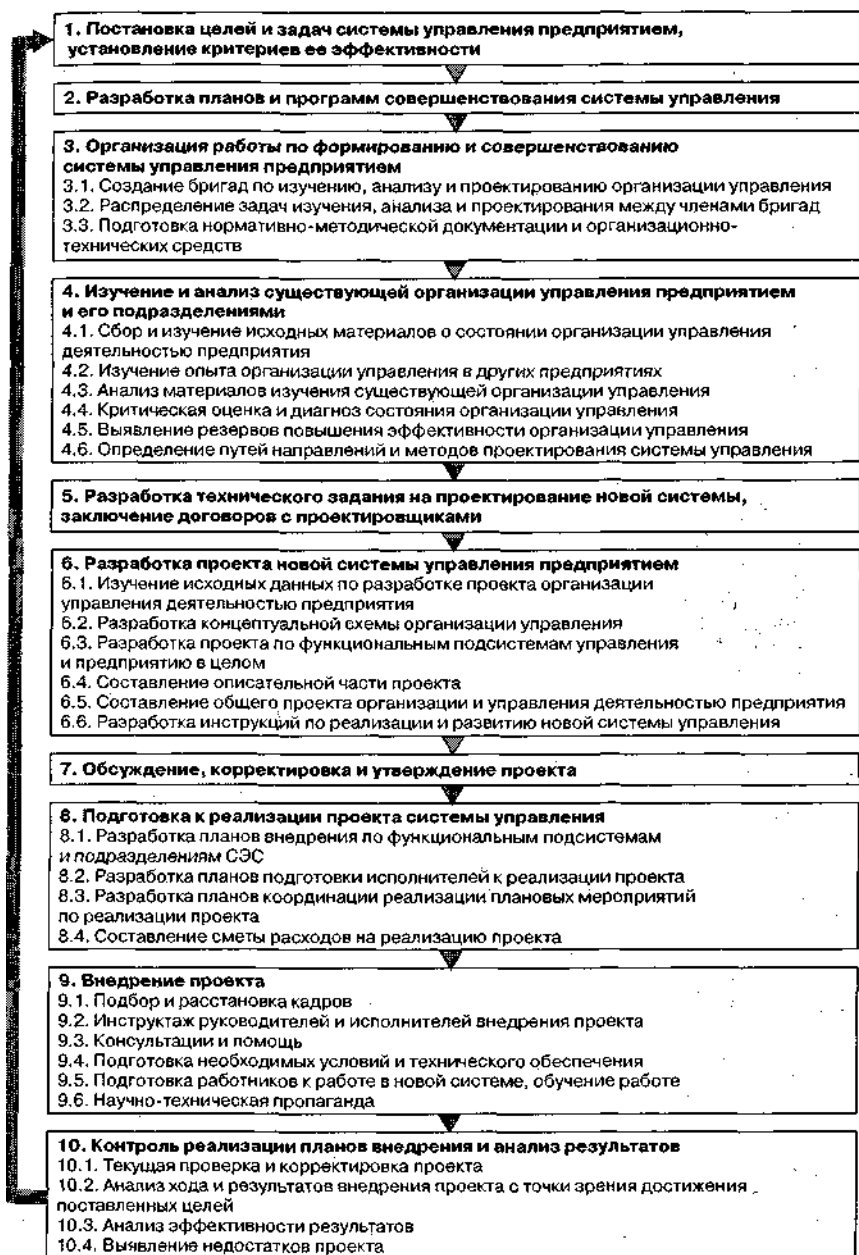 1. Постановка целей и задач системы управления предприятием,
установление критериев ее эффективности
2. Разработка планов и программ совершенствования системы управления
3. Организация работы по формированию и совершенствованию
системы управления предприятием
3.1. Создание бригад по изучению, анализу и проектированию организации управления
3.2. Распределение задач изучения, анализа и проектирования между членами бригад
3.3. Подготовка нормативно-методической документации и организационно-
технических средств
4. Изучение и анализ существующей организации управления предприятием
и его подразделениями
4.1. Сбор и изучение исходных материалов о состоянии организации управления
деятельностью предприятия
4.2. Изучение опыта организации управления в других предприятиях
4.3. Анализ материалов изучения существующей организации управления
4.4. Критическая оценка и диагноз состояния организации управления
4.5. Выявление резервов повышения эффективности организации управления
4.6. Определение путей направлений и методов проектирования системы управления
5. Разработка технического задания на проектирование новой системы,
заключение договоров с проектировщиками
6. Разработка проекта новой системы управления предприятием
6.1. Изучение исходных данных по разработке проекта организации
управления деятельностью предприятия
6.2. Разработка концептуальной схемы организации управления
6.3. Разработка проекта по функциональным подсистемам управления
и предприятию в целом
6.4. Составление описательной части проекта
6.5. Составление общего проекта организации и управления деятельностью предприятия
6.6. Разработка инструкций по реализации и развитию новой системы управления
7. Обсуждение, корректировка и утверждение проекта
8. Подготовка к реализации проекта системы управления
8.1. Разработка планов внедрения по функциональным подсистемам
и подразделениям СЭС
8.2. Разработка планов подготовки исполнителей к реализации проекта
8.3. Разработка планов координации реализации плановых мероприятий
по реализации проекта
8.4. Составление сметы расходов на реализацию проекта
9. Внедрение проекта
9.1. Подбор и расстановка кадров
9.2. Инструктаж руководителей и исполнителей внедрения проекта
9.3. Консультации и помощь
9.4. Подготовка необходимых условий и технического обеспечения
9.5. Подготовка работников к работе в новой системе, обучение работе
9.6. Научно-техническая пропаганда
10. Контроль реализации планов внедрения и анализ результатов
10.1. Текущая проверка и корректировка проекта
10.2. Анализ хода и результатов внедрения проекта с точки зрения достижения
поставленных целей
10.3. Анализ эффективности результатов
10.4. Выявление недостатков проекта